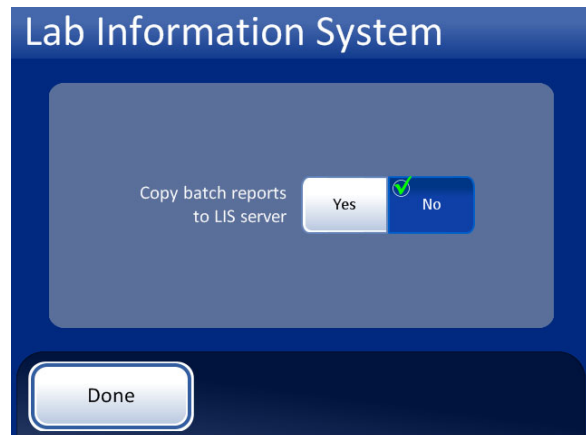 Lab Information System
Copy batch reports
to LIS server
Yes
No
Done